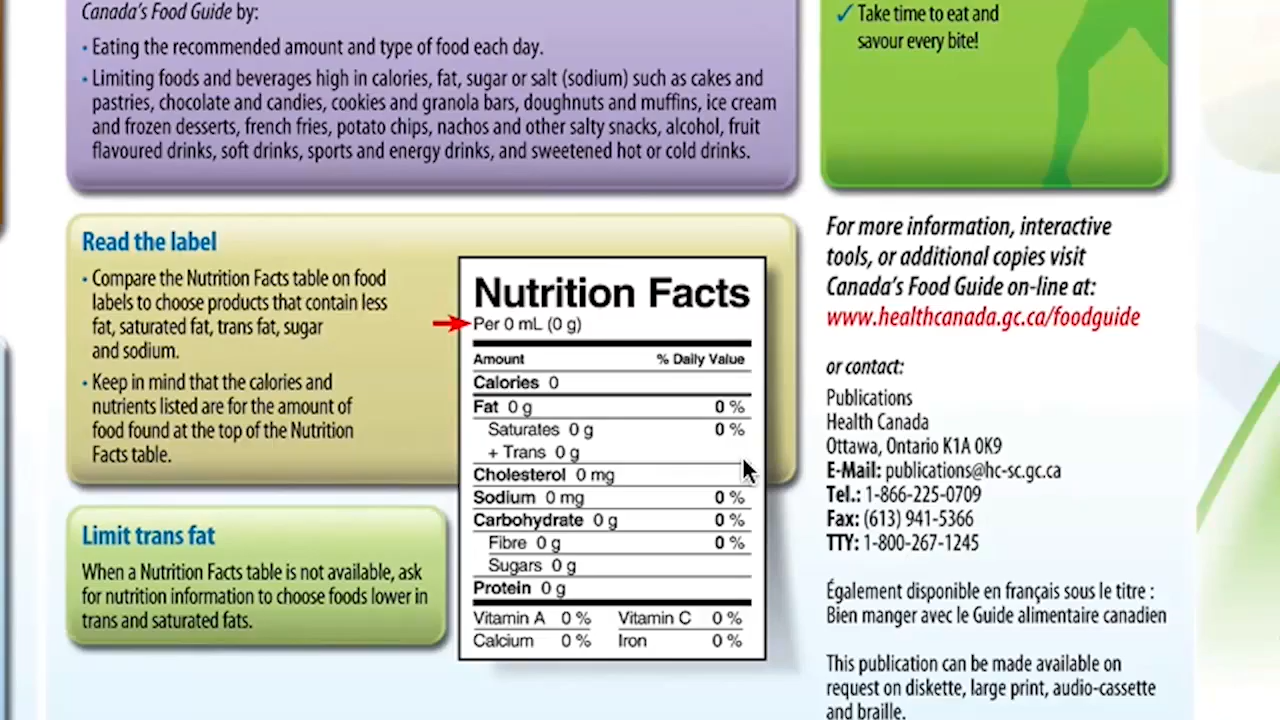 Canada's Food Guide by:
• Eating the recommended amount and type of food each day.
• Limiting foods and beverages high in calories, fat, sugar or salt (sodium) such as cakes and
pastries, chocolate and candies, cookies and granola bars, doughnuts and muffins, ice cream
and frozen desserts, french fries, potato chips, nachos and other salty snacks, alcohol, fruit
flavoured drinks, soft drinks, sports and energy drinks, and sweetened hot or cold drinks.
✓ Take time to eat and
savour every bite!
Read the label
• Compare the Nutrition Facts table on food
labels to choose products that contain less
fat, saturated fat, trans fat, sugar
and sodium.
• Keep in mind that the calories and
nutrients listed are for the amount of
food found at the top of the Nutrition
Facts table.
Limit trans fat
When a Nutrition Facts table is not available, ask
for nutrition information to choose foods lower in
trans and saturated fats.
Nutrition Facts
Per 0 mL (0 g)
Amount % Daily Value
Calories 0
Fat 0 g 0 %
Saturates 0 g 0 %
+ Trans 0 g
Cholesterol 0 mg
Sodium 0 mg 0 %
Carbohydrate 0 g 0 %
Fibre 0 g 0 %
Sugars 0 g
Protein 0 g
Vitamin A 0 % Vitamin C 0 %
Calcium 0 % Iron 0 %
For more information, interactive
tools, or additional copies visit
Canada's Food Guide on-line at:
www.healthcanada.gc.ca/foodguide
or contact:
Publications
Health Canada
Ottawa, Ontario K1A 0K9
E-Mail: publications@hc-sc.gc.ca
Tel.: 1-866-225-0709
Fax: (613) 941-5366
TTY: 1-800-267-1245
Également disponible en français sous le titre :
Bien manger avec le Guide alimentaire canadien
This publication can be made available on
request on diskette, large print, audio-cassette
and braille.